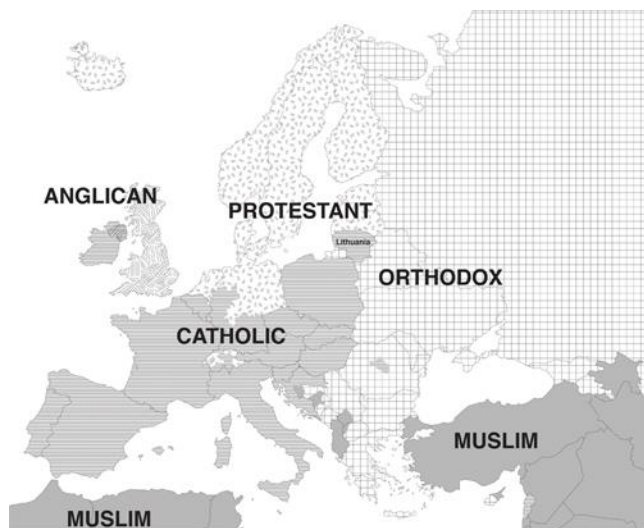 ANGLICAN
PROTESTANT
Lithuania
ORTHODOX
CATHOLIC
MUSLIM
MUSLIM